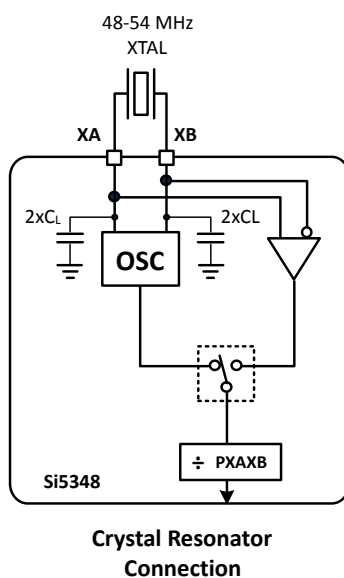 48-54 MHz
XTAL
XA XB
2xCL 2xCL
OSC
÷ PXAXB
Si5348
Crystal Resonator
Connection